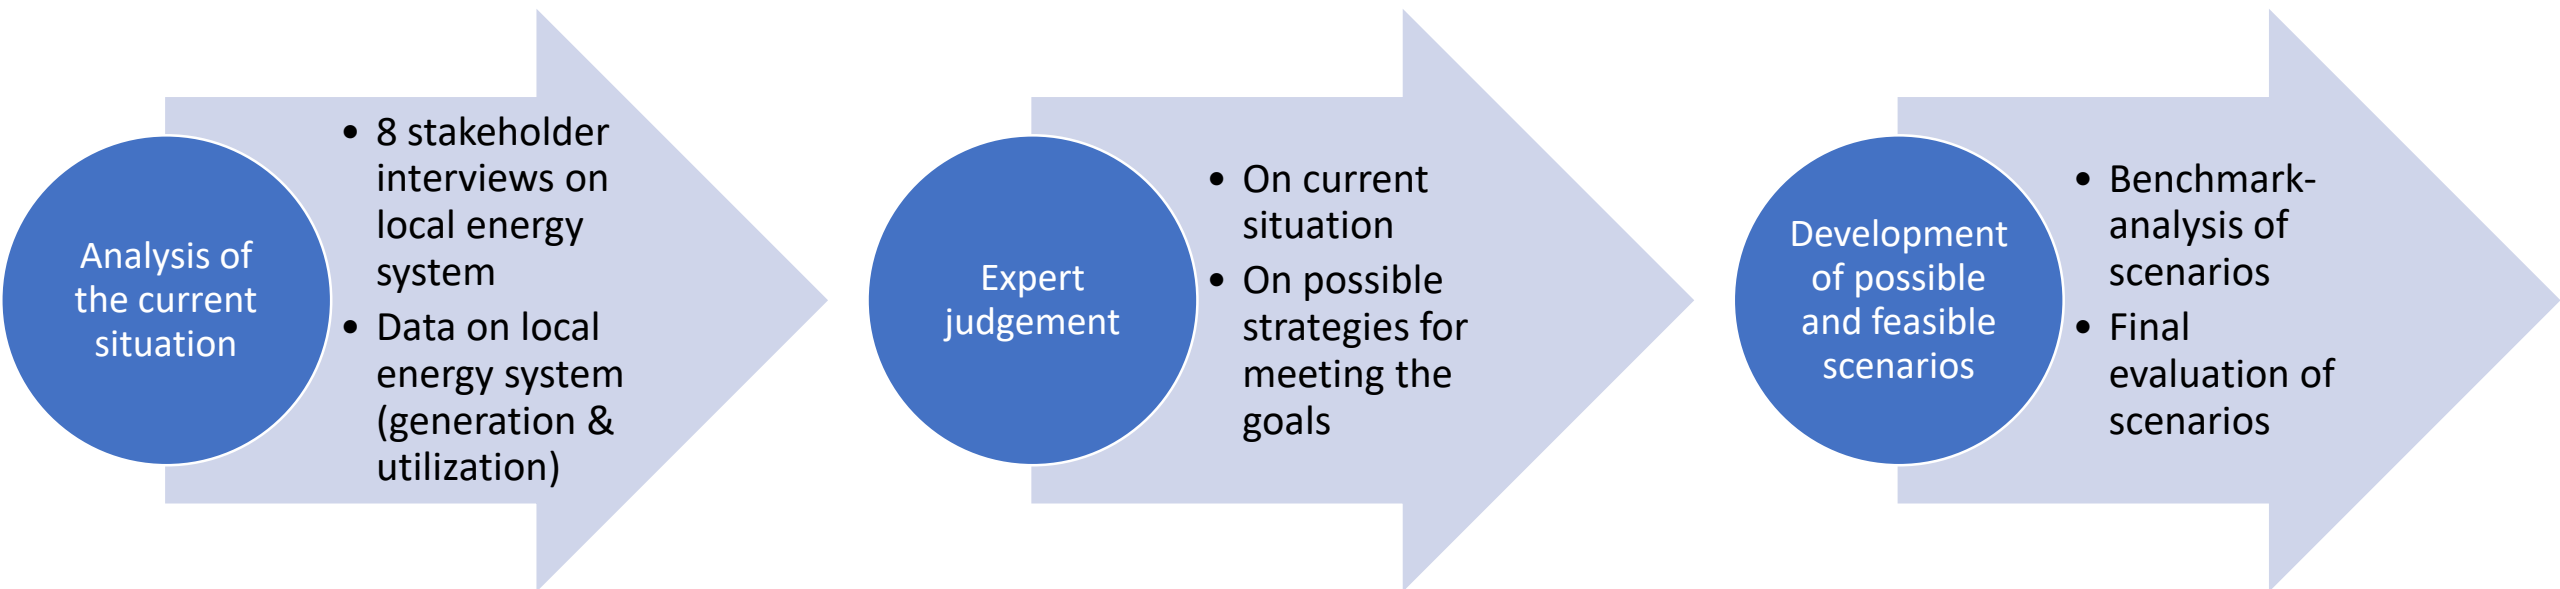 Analysis of
the current
situation
• 8 stakeholder
interviews on
local energy
system
• Data on local
energy system
(generation &
utilization)
Expert
judgement
• On current
situation
• On possible
strategies for
meeting the
goals
Development
of possible
and feasible
scenarios
• Benchmark-
analysis of
scenarios
• Final
evaluation of
scenarios